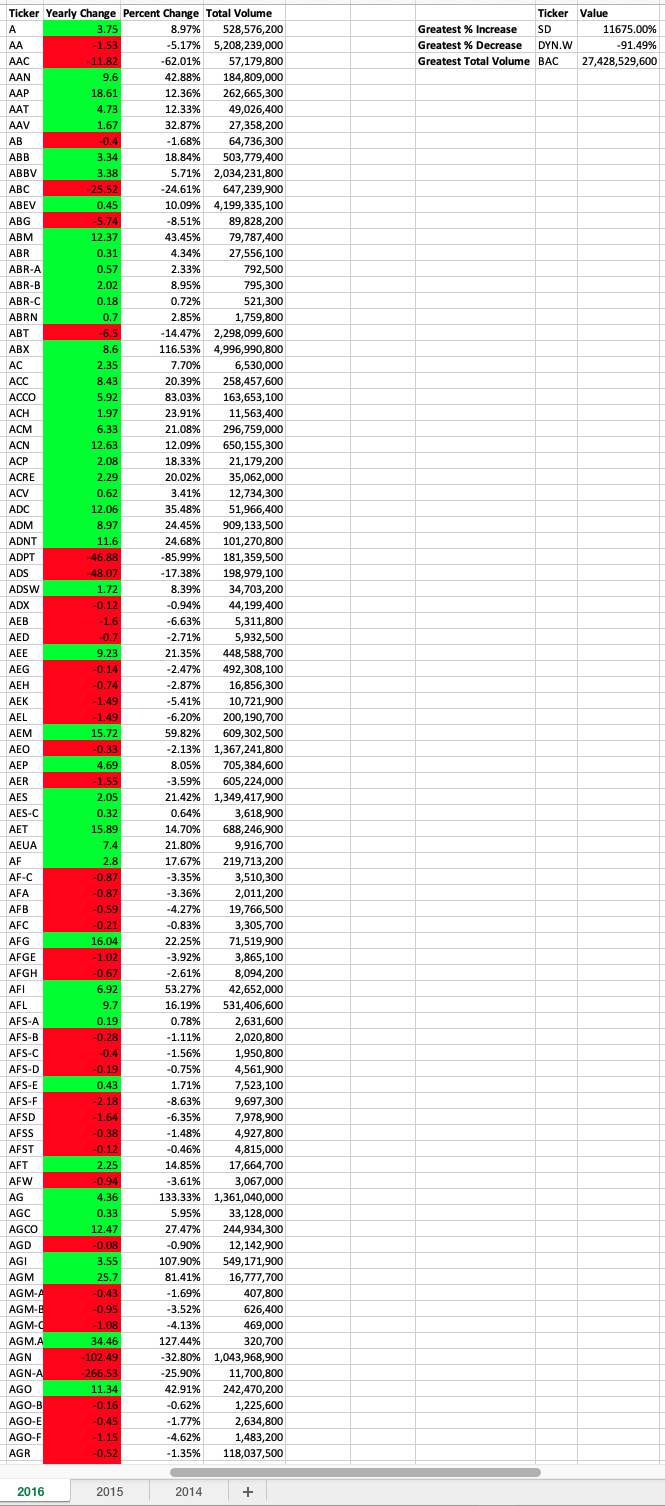 Ticker Yearly Change Percent Change Total Volume Ticker Value
A 3.75 8.97% 528,576,200 Greatest % Increase SD 11675.00%
AA -1.53 -5.17% 5,208,239,000 Greatest % Decrease DYN.W -91.49%
AAC -11.82 -62.01% 57,179,800 Greatest Total Volume BAC 27,428,529,600
AAN 9.6 42.88% 184,809,000
AAP 18.61 12.36% 262,665,300
AAT 4.73 12.33% 49,026,400
AAV 1.67 32.87% 27,358,200
AB -0.4 -1.68% 64,736,300
ABB 3.34 18.84% 503,779,400
ABBV 3.38 5.71% 2,034,231,800
ABC -25.52 -24.61% 647,239,900
ABEV 0.45 10.09% 4,199,335,100
ABG -5.74 -8.51% 89,828,200
ABM 12.37 43.45% 79,787,400
ABR 0.31 4.34% 27,556,100
ABR-A 0.57 2.33% 792,500
ABR-B 2.02 8.95% 795,300
ABR-C 0.18 0.72% 521,300
ABRN 0.7 2.85% 1,759,800
ABT -6.5 -14.47% 2,298,099,600
ABX 8.6 116.53% 4,996,990,800
AC 2.35 7.70% 6,530,000
ACC 8.43 20.39% 258,457,600
ACCO 5.92 83.03% 163,653,100
ACH 1.97 23.91% 11,563,400
ACM 6.33 21.08% 296,759,000
ACN 12.63 12.09% 650,155,300
ACP 2.08 18.33% 21,179,200
ACRE 2.29 20.02% 35,062,000
ACV 0.62 3.41% 12,734,300
ADC 12.06 35.48% 51,966,400
ADM 8.97 24.45% 909,133,500
ADNT 11.6 24.68% 101,270,800
ADPT -46.88 -85.99% 181,359,500
ADS -48.07 -17.38% 198,979,100
ADSW 1.72 8.39% 34,703,200
ADX -0.12 -0.94% 44,199,400
AEB -1.6 -6.63% 5,311,800
AED -0.7 -2.71% 5,932,500
AEE 9.23 21.35% 448,588,700
AEG -0.14 -2.47% 492,308,100
AEH -0.74 -2.87% 16,856,300
AEK -1.49 -5.41% 10,721,900
AEL -1.49 -6.20% 200,190,700
AEM 15.72 59.82% 609,302,500
AEO -0.33 -2.13% 1,367,241,800
AEP 4.69 8.05% 705,384,600
AER -1.55 -3.59% 605,224,000
AES 2.05 21.42% 1,349,417,900
AES-C 0.32 0.64% 3,618,900
AET 15.89 14.70% 688,246,900
AEUA 7.4 21.80% 9,916,700
AF 2.8 17.67% 219,713,200
AF-C -0.87 -3.35% 3,510,300
AFA -0.87 -3.36% 2,011,200
AFB -0.59 -4.27% 19,766,500
AFC -0.21 -0.83% 3,305,700
AFG 16.04 22.25% 71,519,900
AFGE -1.02 -3.92% 3,865,100
AFGH -0.67 -2.61% 8,094,200
AFI 6.92 53.27% 42,652,000
AFL 9.7 16.19% 531,406,600
AFS-A 0.19 0.78% 2,631,600
AFS-B -0.28 -1.11% 2,020,800
AFS-C -0.4 -1.56% 1,950,800
AFS-D -0.19 -0.75% 4,561,900
AFS-E 0.43 1.71% 7,523,100
AFS-F -2.18 -8.63% 9,697,300
AFSD -1.64 -6.35% 7,978,900
AFSS -0.38 -1.48% 4,927,800
AFST -0.12 -0.46% 4,815,000
AFT 2.25 14.85% 17,664,700
AFW -0.94 -3.61% 3,067,000
AG 4.36 133.33% 1,361,040,000
AGC 0.33 5.95% 33,128,000
AGCO 12.47 27.47% 244,934,300
AGD -0.08 -0.90% 12,142,900
AGI 3.55 107.90% 549,171,900
AGM 25.7 81.41% 16,777,700
AGM-A -0.43 -1.69% 407,800
AGM-B -0.95 -3.52% 626,400
AGM-C -1.08 -4.13% 469,000
AGM.A 34.46 127.44% 320,700
AGN -102.49 -32.80% 1,043,968,900
AGN-A -266.53 -25.90% 11,700,800
AGO 11.34 42.91% 242,470,200
AGO-B -0.16 -0.62% 1,225,600
AGO-E -0.45 -1.77% 2,634,800
AGO-F -1.15 -4.62% 1,483,200
AGR -0.52 -1.35% 118,037,500
2016 2015 2014 +